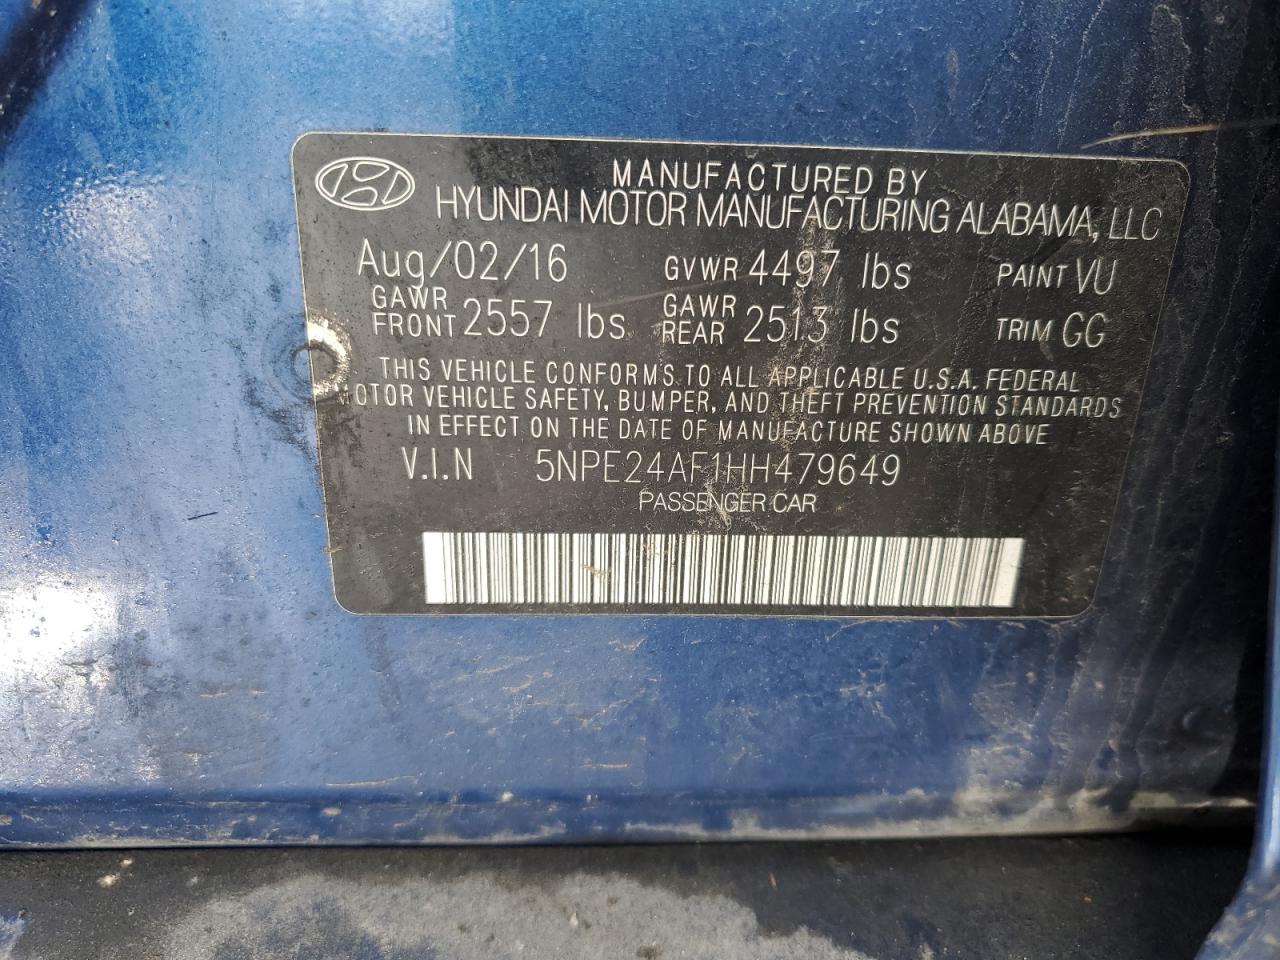 MANUFACTURED BY
HYUNDAI MOTOR MANUFACTURING ALABAMA, LLC
Aug/02/16 GVWR 4497 lbs PAINT VU
GAWR FRONT 2557 lbs GAWR REAR 2513 lbs TRIM GG
THIS VEHICLE CONFORMS TO ALL APPLICABLE U.S.A. FEDERAL
MOTOR VEHICLE SAFETY, BUMPER, AND THEFT PREVENTION STANDARDS
IN EFFECT ON THE DATE OF MANUFACTURE SHOWN ABOVE
V.I.N 5NPE24AF1HH479649
PASSENGER CAR